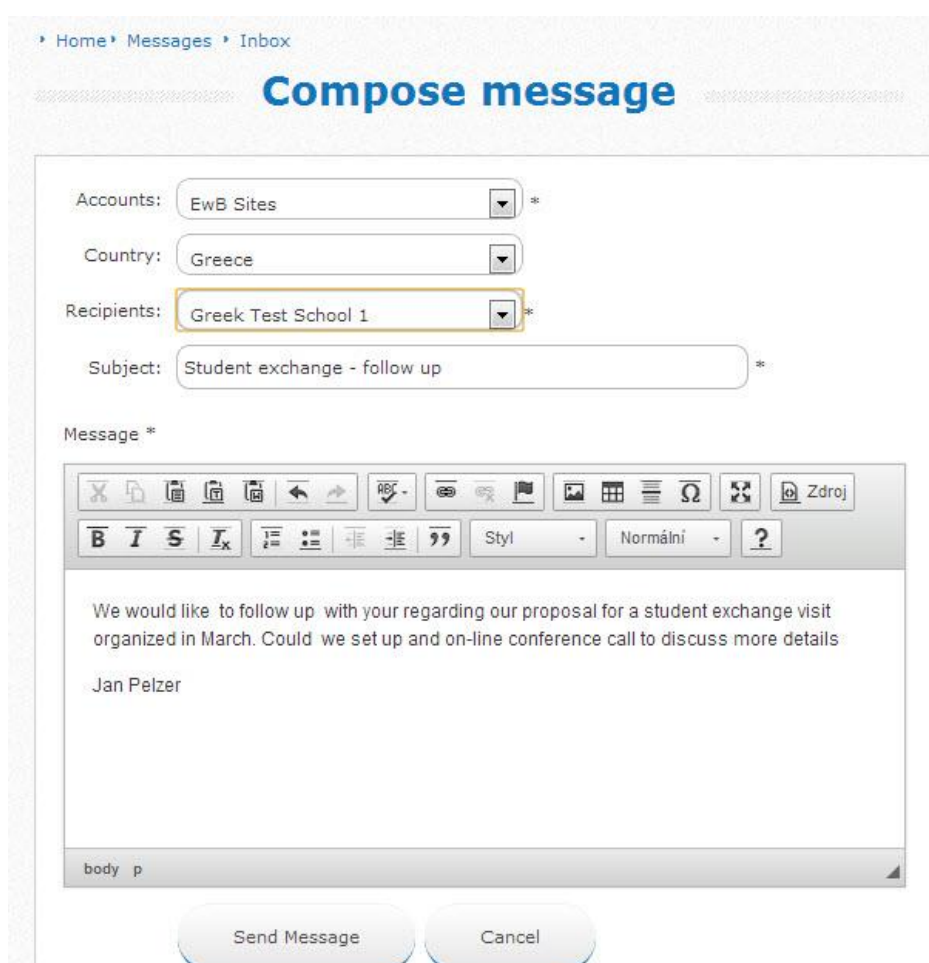 Home Messages Inbox
Compose message
Accounts: EwB Sites *
Country: Greece
Recipients: Greek Test School 1 *
Subject: Student exchange - follow up *
Message *
ABC Ω Zdroj
B I S Ix Styl Normální ?
We would like to follow up with your regarding our proposal for a student exchange visit
organized in March. Could we set up and on-line conference call to discuss more details
Jan Pelzer
body p
Send Message Cancel